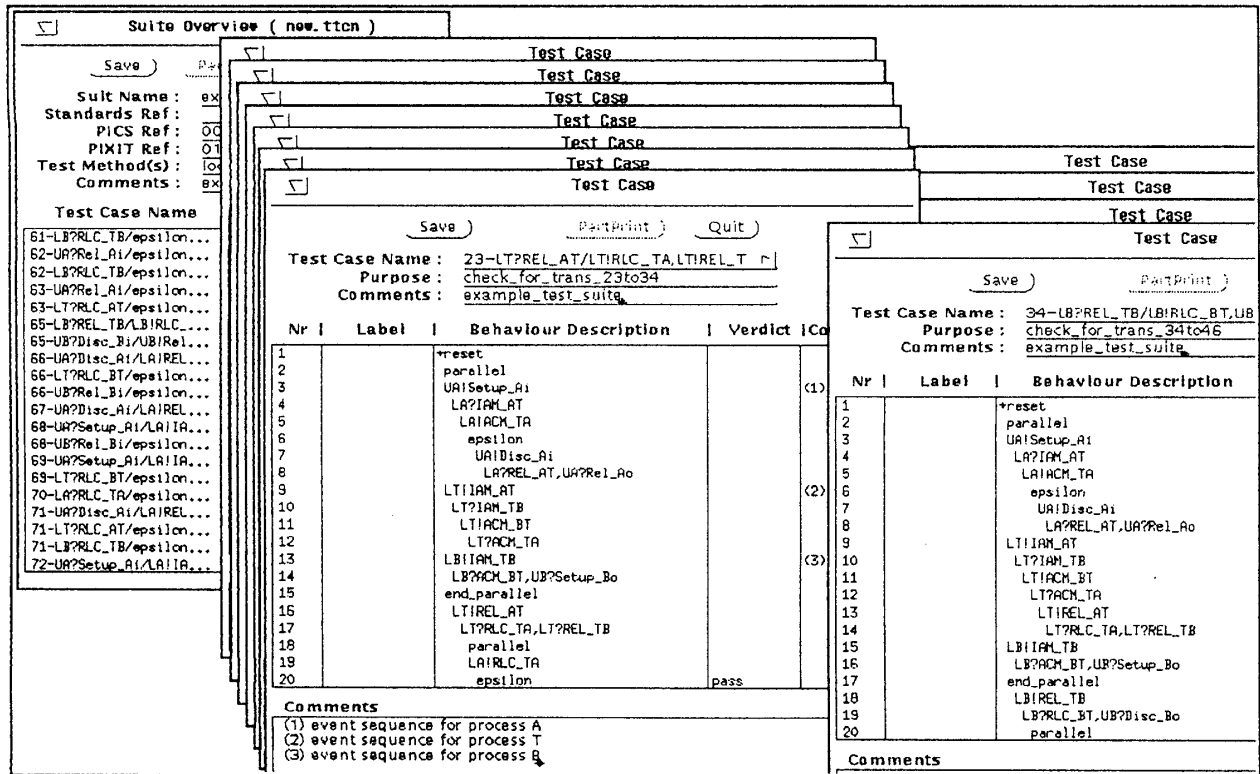 Suite Overview ( new.ttcn )
Save )
Suit Name : ex
Standards Ref :
PICS Ref : 00
PIXIT Ref : 01
Test Method(s) :
Comments : ex
Test Case Name
61-LB?RLC_TB/epsilon...
62-UA?Rel_Ai/epsilon...
62-LB?RLC_TB/epsilon...
63-UA?Rel_Ai/epsilon...
63-LT?RLC_AT/epsilon...
65-LB?REL_TB/LB!RLC_...
65-UB?Disc_Bi/UB!Rel...
66-UA?Disc_Ai/LA!REL...
66-LT?RLC_BT/epsilon...
66-UB?Rel_Bi/epsilon...
67-UA?Disc_Ai/LA!REL...
68-UA?Setup_Ai/LA!IA...
68-UB?Rel_Bi/epsilon...
69-UA?Setup_Ai/LA!IA...
69-LT?RLC_BT/epsilon...
70-LA?RLC_TA/epsilon...
71-UA?Disc_Ai/LA!REL...
71-LT?RLC_AT/epsilon...
71-LB?RLC_TB/epsilon...
72-UA?Setup_Ai/LA!IA...
Test Case
Test Case
Test Case
Test Case
Test Case
Test Case
Test Case
Save ) PartPrint ) Quit )
Test Case Name : 23-LT?REL_AT/LT!RLC_TA,LT!REL_T
Purpose : check_for_trans_23to34
Comments : example_test_suite
Nr | Label | Behaviour Description | Verdict |Co
1 +reset
2 parallel
3 UA!Setup_Ai (1)
4 LA?IAM_AT
5 LA!ACM_TA
6 epsilon
7 UA!Disc_Ai
8 LA?REL_AT,UA?Rel_Ao
9 LT!IAM_AT (2)
10 LT?IAM_TB
11 LT!ACM_BT
12 LT?ACM_TA
13 LB!IAM_TB (3)
14 LB?ACM_BT,UB?Setup_Bo
15 end_parallel
16 LT!REL_AT
17 LT?RLC_TA,LT?REL_TB
18 parallel
19 LA!RLC_TA
20 epsilon pass
Comments
(1) event sequence for process A
(2) event sequence for process T
(3) event sequence for process B
Test Case
Test Case
Test Case
Test Case
Save ) PartPrint )
Test Case Name : 34-LB?REL_TB/LB!RLC_BT,UB
Purpose : check_for_trans_34to46
Comments : example_test_suite
Nr | Label | Behaviour Description
1 +reset
2 parallel
3 UA!Setup_Ai
4 LA?IAM_AT
5 LA!ACM_TA
6 epsilon
7 UA!Disc_Ai
8 LA?REL_AT,UA?Rel_Ao
9 LT!IAM_AT
10 LT?IAM_TB
11 LT!ACM_BT
12 LT?ACM_TA
13 LT!REL_AT
14 LT?RLC_TA,LT?REL_TB
15 LB!IAM_TB
16 LB?ACM_BT,UB?Setup_Bo
17 end_parallel
18 LB!REL_TB
19 LB?RLC_BT,UB?Disc_Bo
20 parallel
Comments